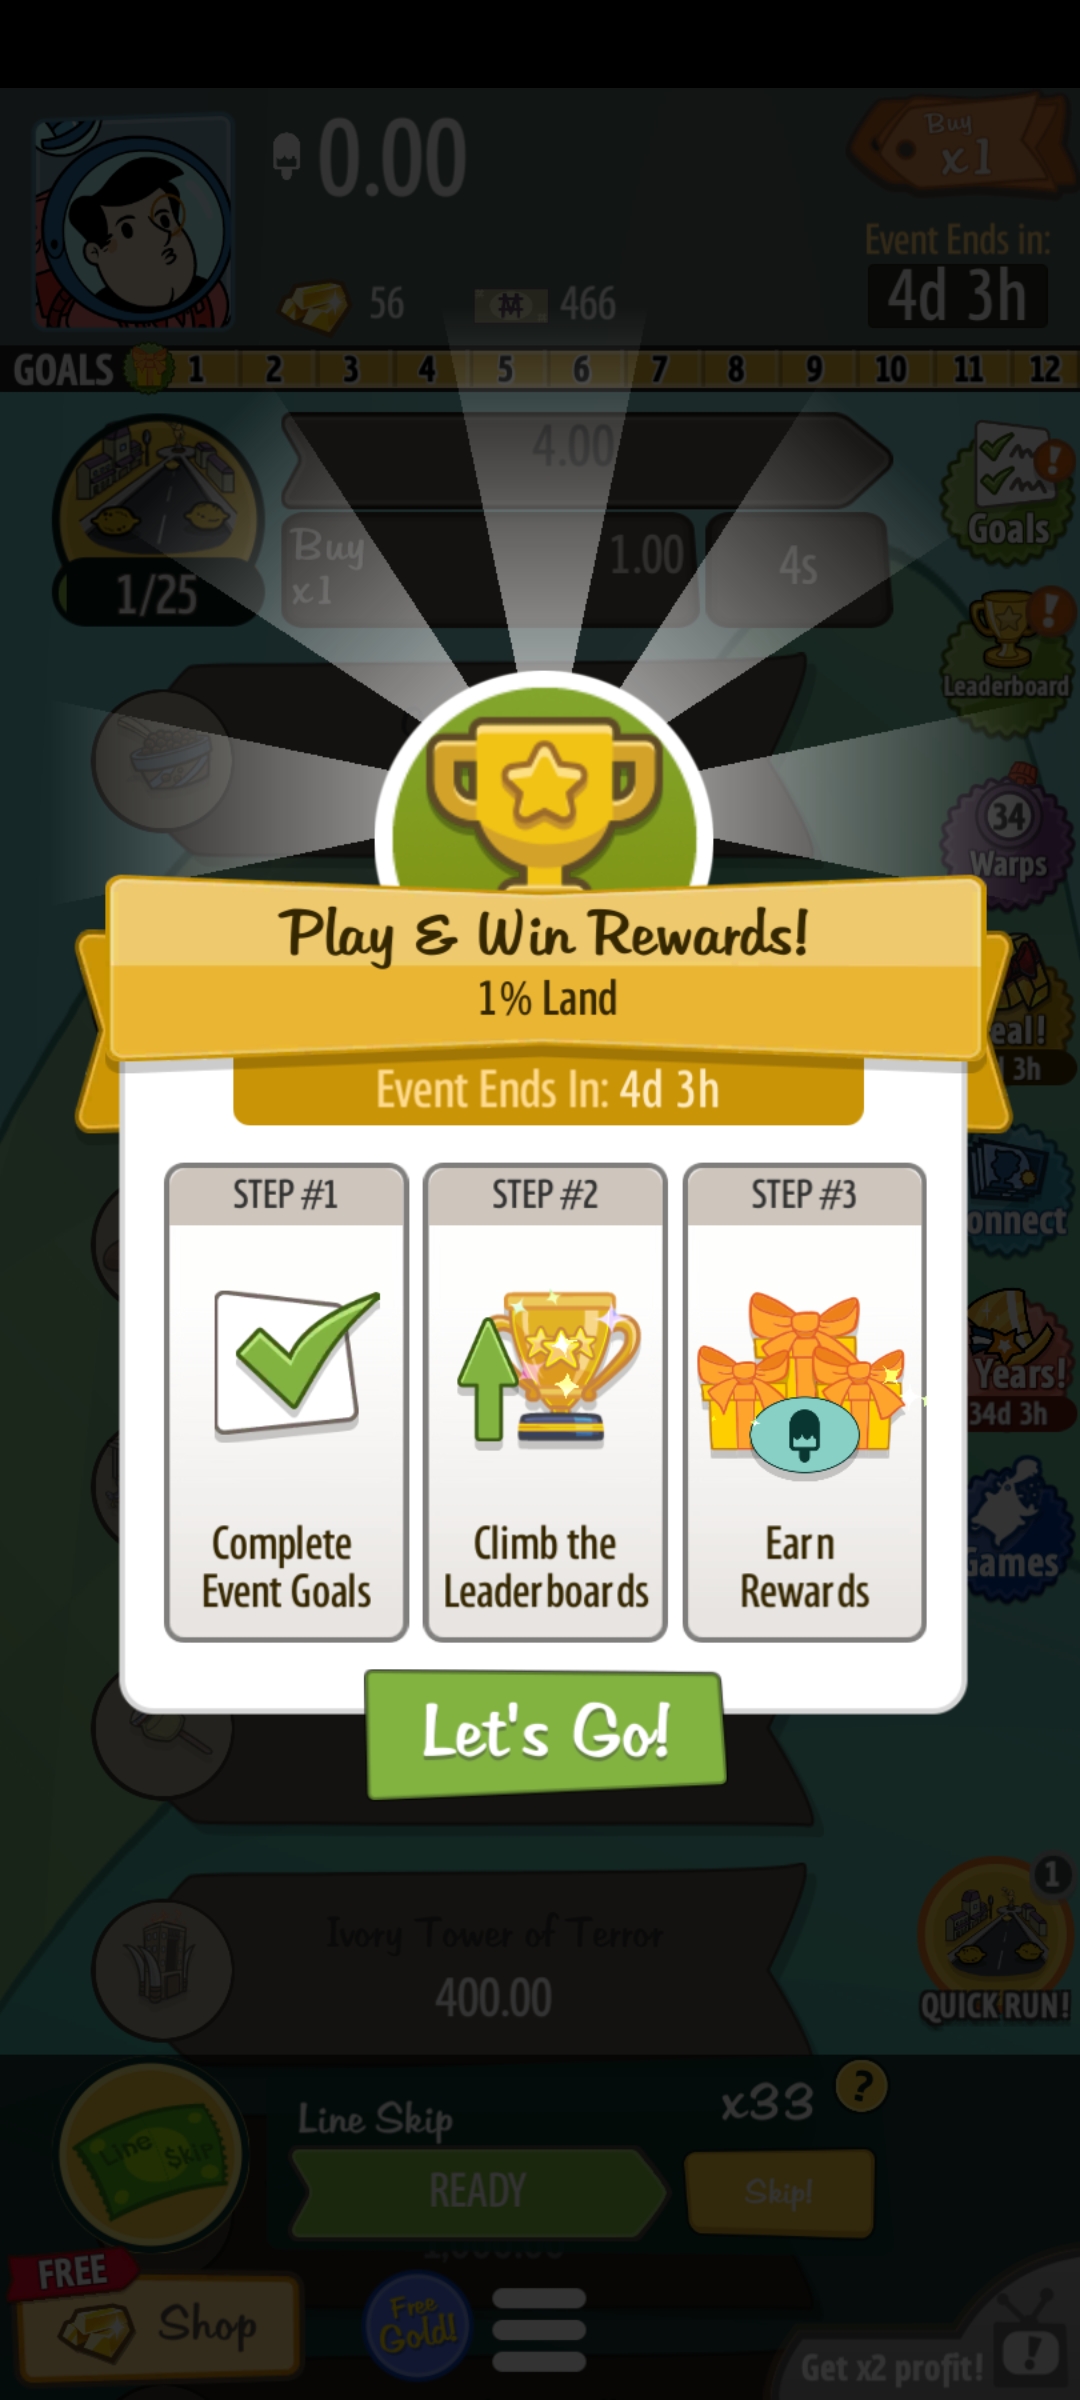 0.00
Buy
x1
Event Ends in:
4d 3h
56
466
GOALS 1 2 3 4 5 6 7 8 9 10 11 12
4.00
Buy
x1
1.00
4s
1/25
Goals
Leaderboard
34
Warps
Play & Win Rewards!
1% Land
eal!
3h
Event Ends In: 4d 3h
STEP #1
STEP #2
STEP #3
onnect
Years!
34d 3h
Complete
Event Goals
Climb the
Leaderboards
Earn
Rewards
Games
Let's Go!
1
Ivory Tower of Terror
400.00
QUICK RUN!
Line Skip
x33
?
Line $kip
READY
Skip!
FREE
Shop
Free
Gold!
Get x2 profit!